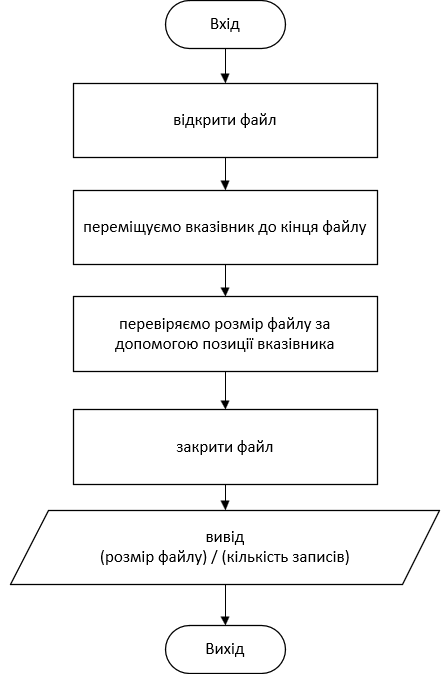 Вхід
відкрити файл
переміщуємо вказівник до кінця файлу
перевіряємо розмір файлу за
допомогою позиції вказівника
закрити файл
вивід
(розмір файлу) / (кількість записів)
Вихід